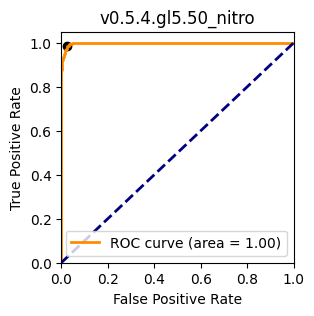 v0.5.4.gl5.50_nitro
True Positive Rate
1.0
0.8
0.6
0.4
0.2
0.0
ROC curve (area = 1.00)
0.0 0.2 0.4 0.6 0.8 1.0
False Positive Rate